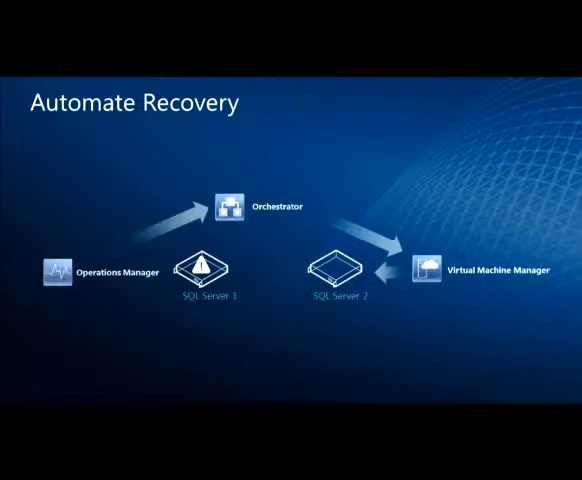 Automate Recovery
Orchestrator
Operations Manager
Virtual Machine Manager
SQL Server 1
SQL Server 2